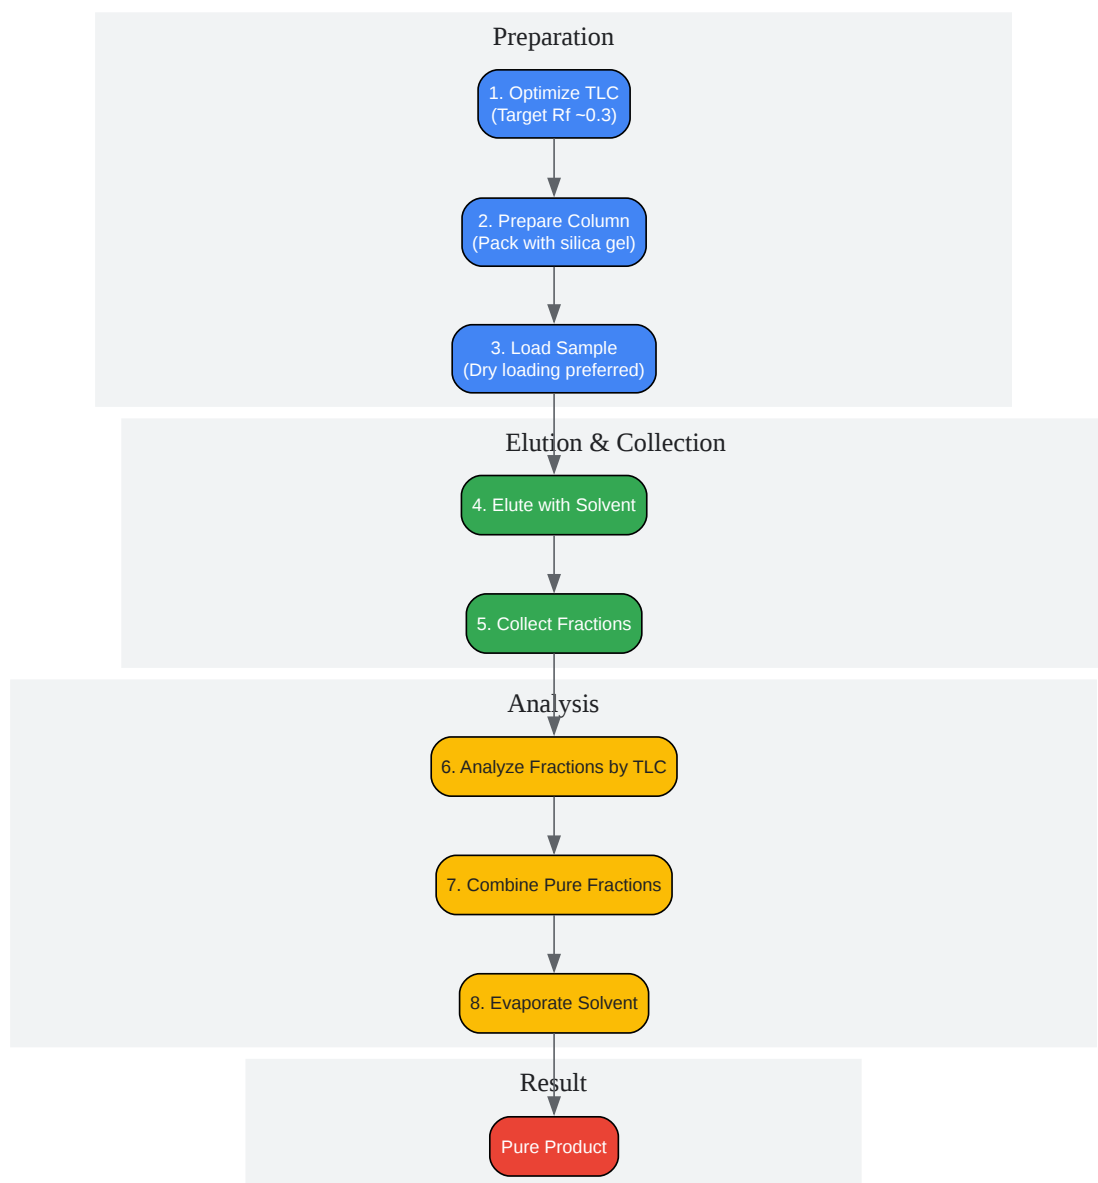 Preparation
1. Optimize TLC
(Target Rf ~0.3)
2. Prepare Column
(Pack with silica gel)
3. Load Sample
(Dry loading preferred)
Elution & Collection
4. Elute with Solvent
5. Collect Fractions
Analysis
6. Analyze Fractions by TLC
7. Combine Pure Fractions
8. Evaporate Solvent
Result
Pure Product